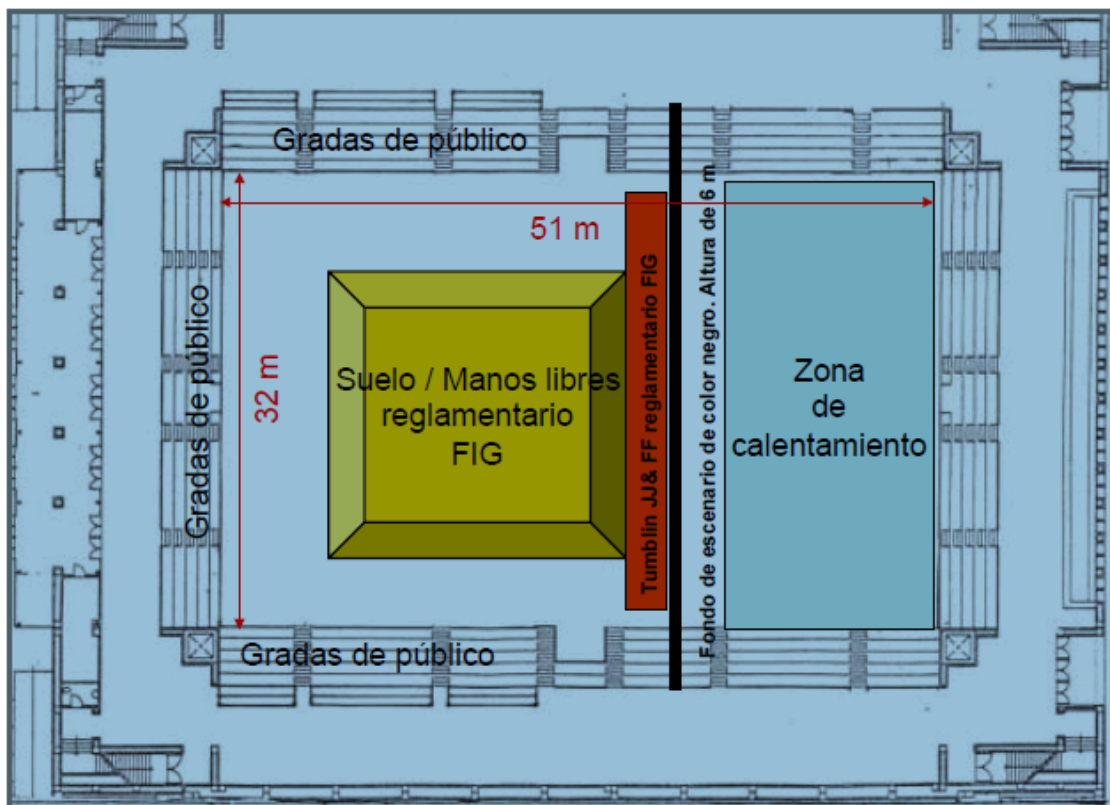 Gradas de público
51 m
32 m
Gradas de público
Suelo / Manos libres
reglamentario
FIG
Tumblin JJ& FF reglamentario FIG
Fondo de escenario de color negro. Altura de 6 m
Zona
de
calentamiento
Gradas de público